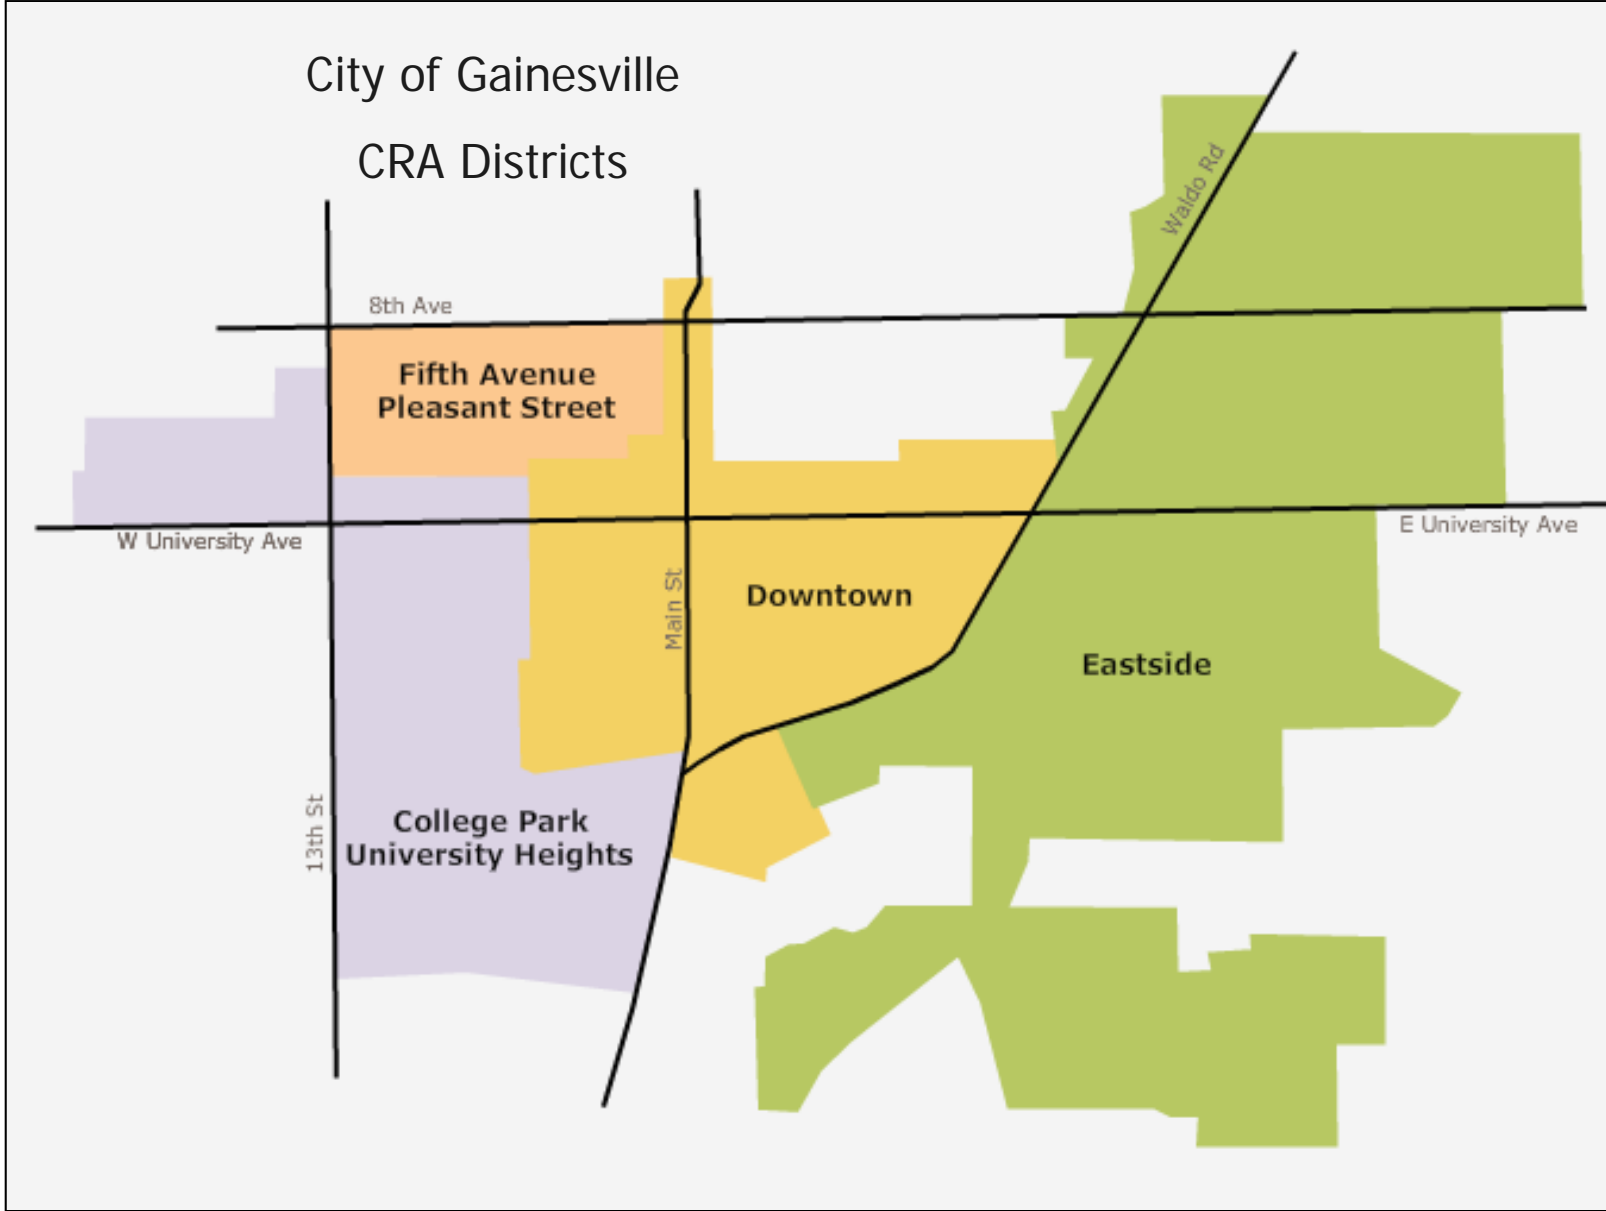 City of Gainesville
CRA Districts
Waldo Rd
8th Ave
Fifth Avenue
Pleasant Street
W University Ave
E University Ave
Main St
Downtown
Eastside
13th St
College Park
University Heights